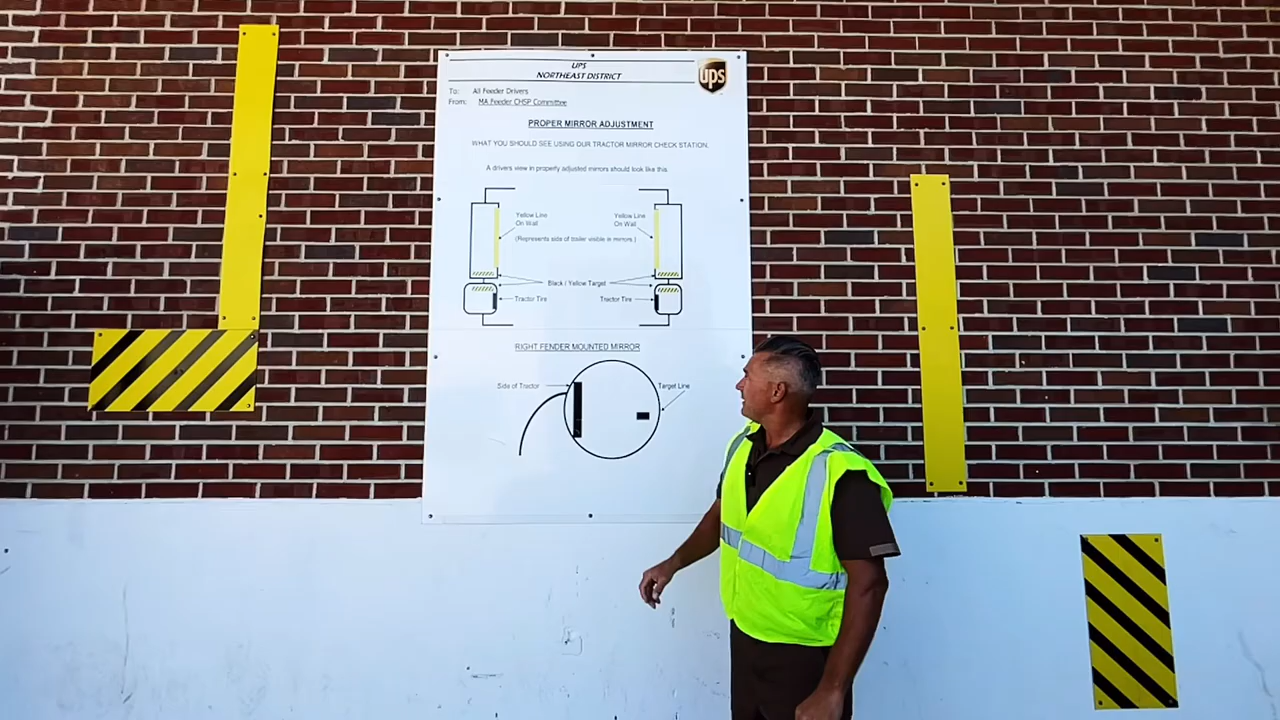 UPS
NORTHEAST DISTRICT
ups
To: All Feeder Drivers
From: MA Feeder CHSP Committee
PROPER MIRROR ADJUSTMENT
WHAT YOU SHOULD SEE USING OUR TRACTOR MIRROR CHECK STATION.
A drivers view in properly adjusted mirrors should look like this.
Yellow Line Yellow Line
On Wall On Wall
(Represents side of trailer visible in mirrors.)
Black / Yellow Target
Tractor Tire Tractor Tire
RIGHT FENDER MOUNTED MIRROR
Side of Tractor Target Line